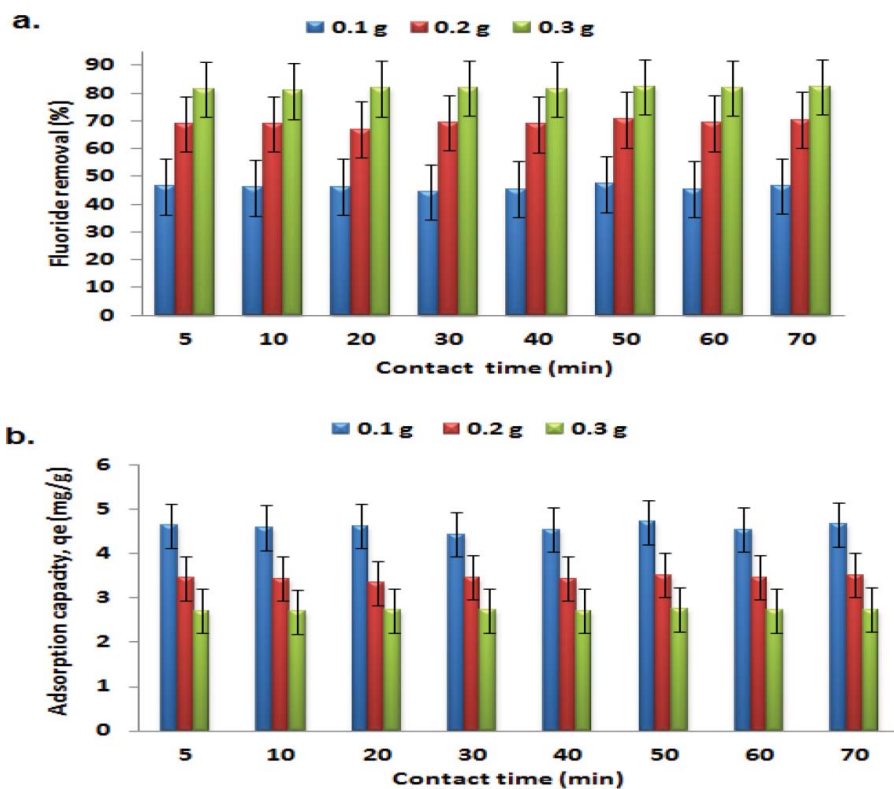 a.
0.1 g 0.2 g 0.3 g
Fluoride removal (%)
90
80
70
60
50
40
30
20
10
0
5 10 20 30 40 50 60 70
Contact time (min)
b.
0.1 g 0.2 g 0.3 g
Adsorption capacty, qe (mg/g)
6
5
4
3
2
1
0
5 10 20 30 40 50 60 70
Contact time (min)